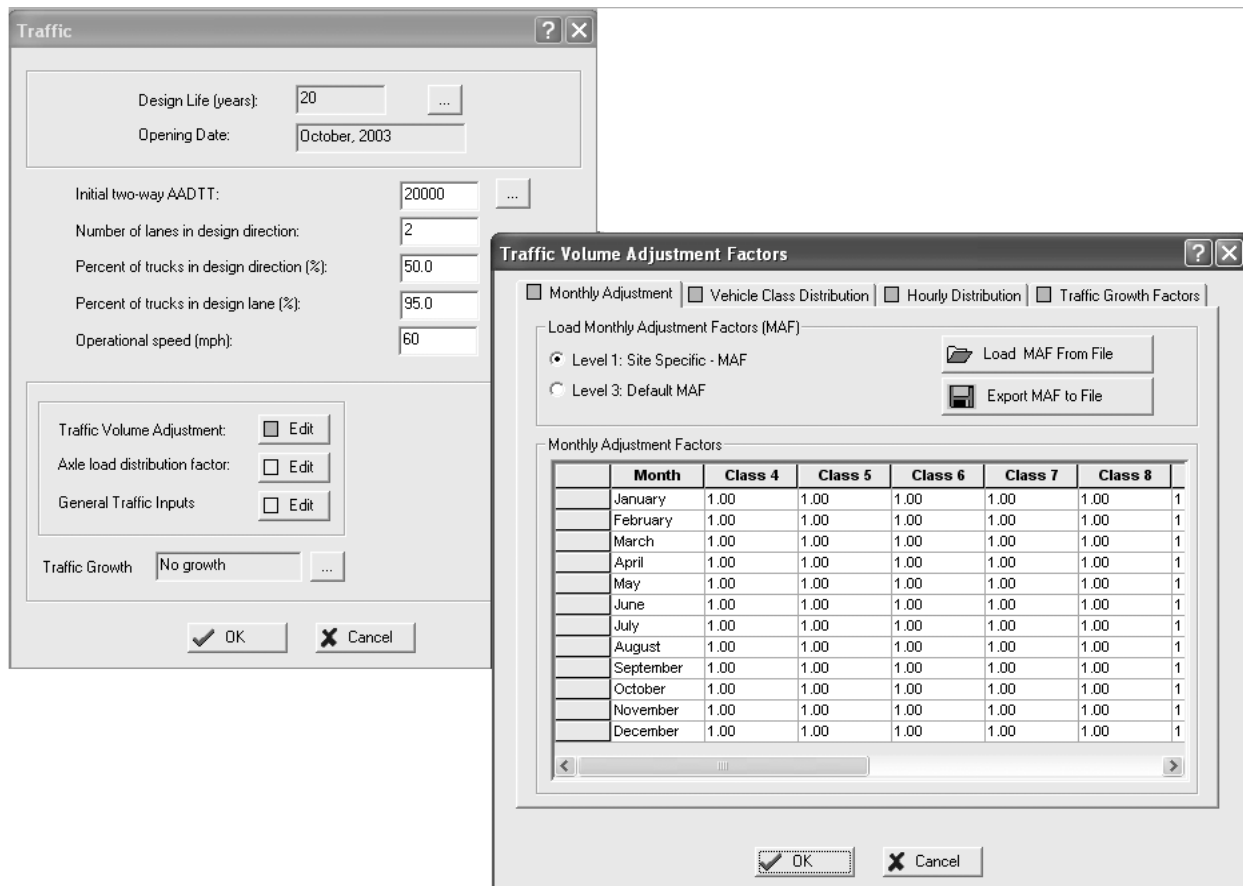 Traffic
Design Life (years): 20 ...
Opening Date: October, 2003
Initial two-way AADTT: 20000 ...
Number of lanes in design direction: 2
Percent of trucks in design direction (%): 50.0
Percent of trucks in design lane (%): 95.0
Operational speed (mph): 60
Traffic Volume Adjustment: Edit
Axle load distribution factor: Edit
General Traffic Inputs Edit
Traffic Growth No growth ...
OK Cancel
Traffic Volume Adjustment Factors
Monthly Adjustment Vehicle Class Distribution Hourly Distribution Traffic Growth Factors
Load Monthly Adjustment Factors (MAF)
Level 1: Site Specific - MAF Load MAF From File
Level 3: Default MAF Export MAF to File
Monthly Adjustment Factors
Month Class 4 Class 5 Class 6 Class 7 Class 8
January 1.00 1.00 1.00 1.00 1.00 1
February 1.00 1.00 1.00 1.00 1.00 1
March 1.00 1.00 1.00 1.00 1.00 1
April 1.00 1.00 1.00 1.00 1.00 1
May 1.00 1.00 1.00 1.00 1.00 1
June 1.00 1.00 1.00 1.00 1.00 1
July 1.00 1.00 1.00 1.00 1.00 1
August 1.00 1.00 1.00 1.00 1.00 1
September 1.00 1.00 1.00 1.00 1.00 1
October 1.00 1.00 1.00 1.00 1.00 1
November 1.00 1.00 1.00 1.00 1.00 1
December 1.00 1.00 1.00 1.00 1.00 1
OK Cancel